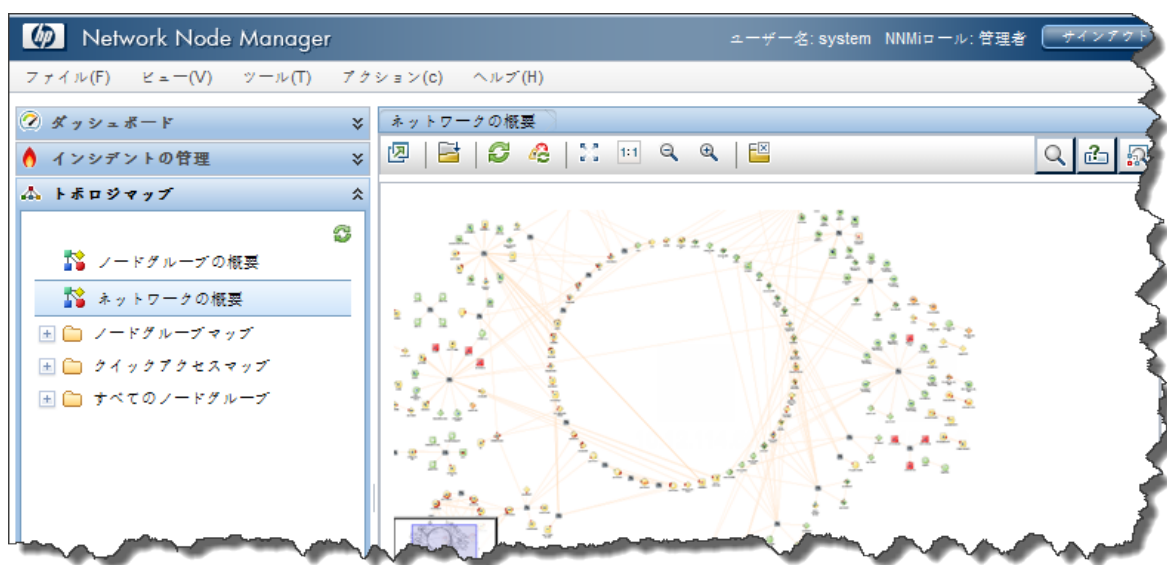 hp Network Node Manager
ユーザー名: system NNMiロール: 管理者 サインアウト
ファイル(F) ビュー(V) ツール(T) アクション(c) ヘルプ(H)
ダッシュボード
インシデントの管理
トポロジマップ
ノードグループの概要
ネットワークの概要
ノードグループマップ
クイックアクセスマップ
すべてのノードグループ
ネットワークの概要
1:1